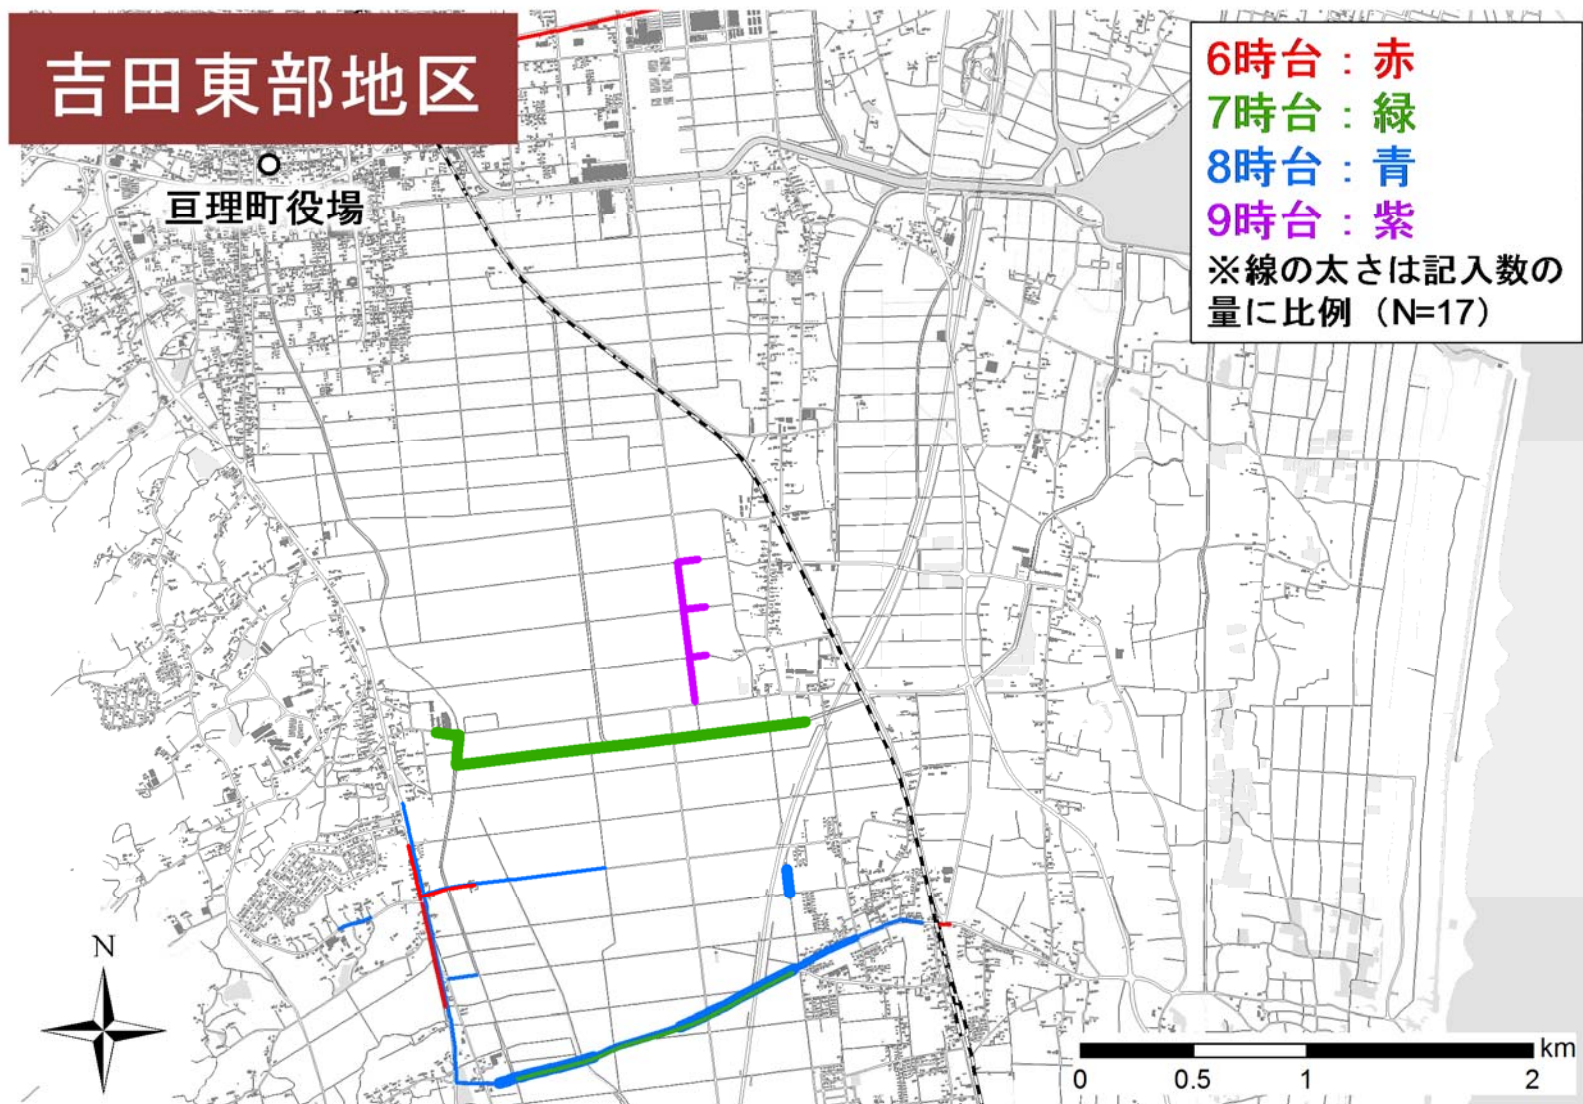 吉田東部地区
亘理町役場
6時台：赤
7時台：緑
8時台：青
9時台：紫
※線の太さは記入数の
量に比例（N=17）
N
km
0 0.5 1 2